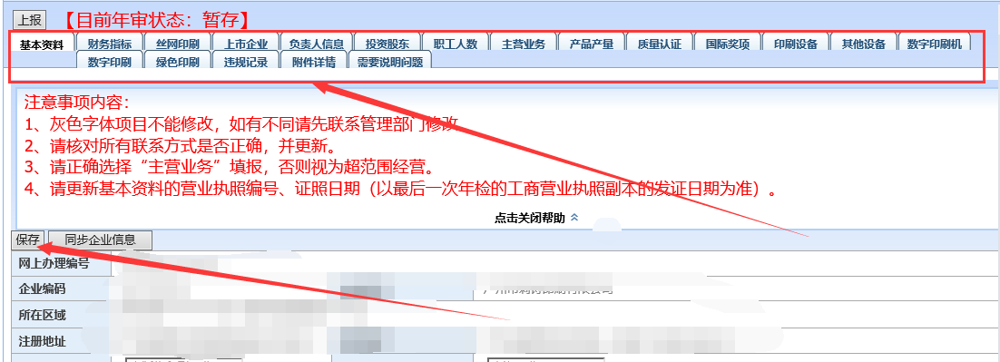 上报 【目前年审状态：暂存】
基本资料 财务指标 丝网印刷 上市企业 负责人信息 投资股东 职工人数 主营业务 产品产量 质量认证 国际奖项 印刷设备 其他设备 数字印刷机
数字印刷 绿色印刷 违规记录 附件详情 需要说明问题
注意事项内容：
1、灰色字体项目不能修改，如有不同请先联系管理部门修改
2、请核对所有联系方式是否正确，并更新。
3、请正确选择“主营业务”填报，否则视为超范围经营。
4、请更新基本资料的营业执照编号、证照日期（以最后一次年检的工商营业执照副本的发证日期为准）。
点击关闭帮助
保存 同步企业信息
网上办理编号
企业编码
所在区域
注册地址